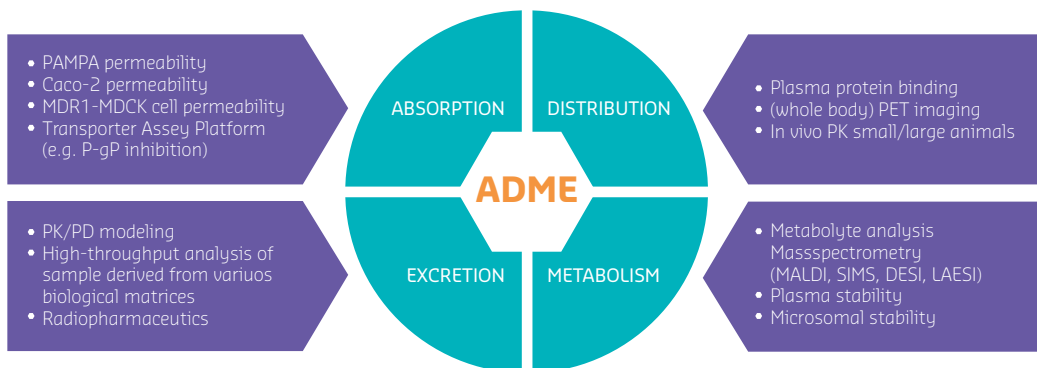 • PAMPA permeability
• Caco-2 permeability
• MDR1-MDCK cell permeability
• Transporter Assey Platform
(e.g. P-gP inhibition)
ABSORPTION
DISTRIBUTION
• Plasma protein binding
• (whole body) PET imaging
• In vivo PK small/large animals
ADME
• PK/PD modeling
• High-throughput analysis of
sample derived from variuos
biological matrices
• Radiopharmaceutics
EXCRETION
METABOLISM
• Metabolyte analysis
Massspectrometry
(MALDI, SIMS, DESI, LAESI)
• Plasma stability
• Microsomal stability